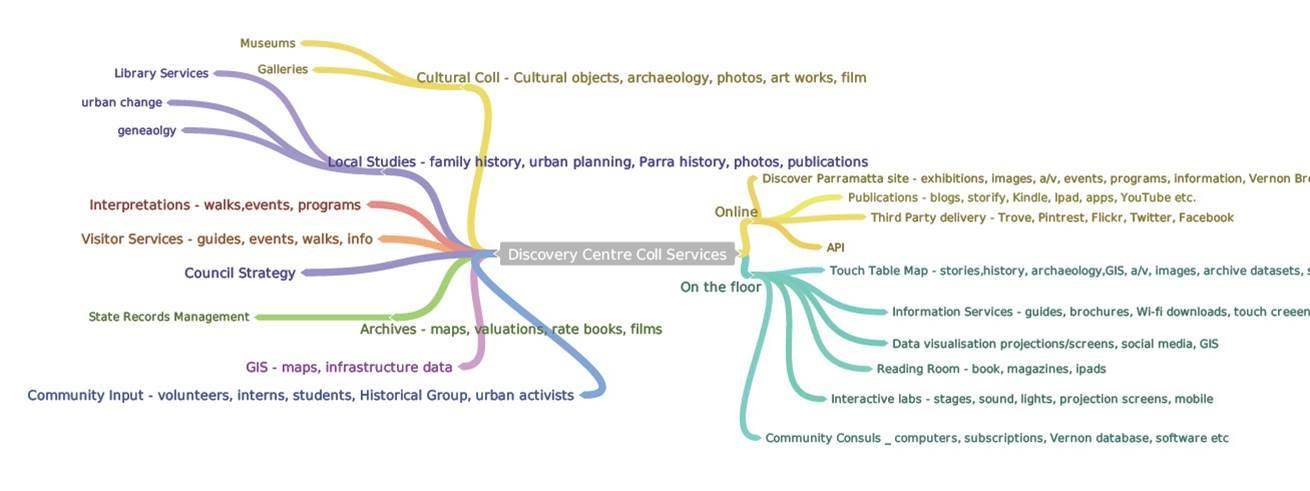 Museums
Galleries
Cultural Coll - Cultural objects, archaeology, photos, art works, film
Library Services
urban change
geneaolgy
Local Studies - family history, urban planning, Parra history, photos, publications
Interpretations - walks,events, programs
Visitor Services - guides, events, walks, info
Council Strategy
State Records Management
Archives - maps, valuations, rate books, films
GIS - maps, infrastructure data
Community Input - volunteers, interns, students, Historical Group, urban activists
Discovery Centre Coll Services
Online
Discover Parramatta site - exhibitions, images, a/v, events, programs, information, Vernon
Publications - blogs, storify, Kindle, Ipad, apps, YouTube etc.
Third Party delivery - Trove, Pintrest, Flickr, Twitter, Facebook
API
On the floor
Touch Table Map - stories,history, archaeology,GIS, a/v, images, archive datasets,
Information Services - guides, brochures, Wi-fi downloads, touch creeen
Data visualisation projections/screens, social media, GIS
Reading Room - book, magazines, ipads
Interactive labs - stages, sound, lights, projection screens, mobile
Community Consuls _ computers, subscriptions, Vernon database, software etc